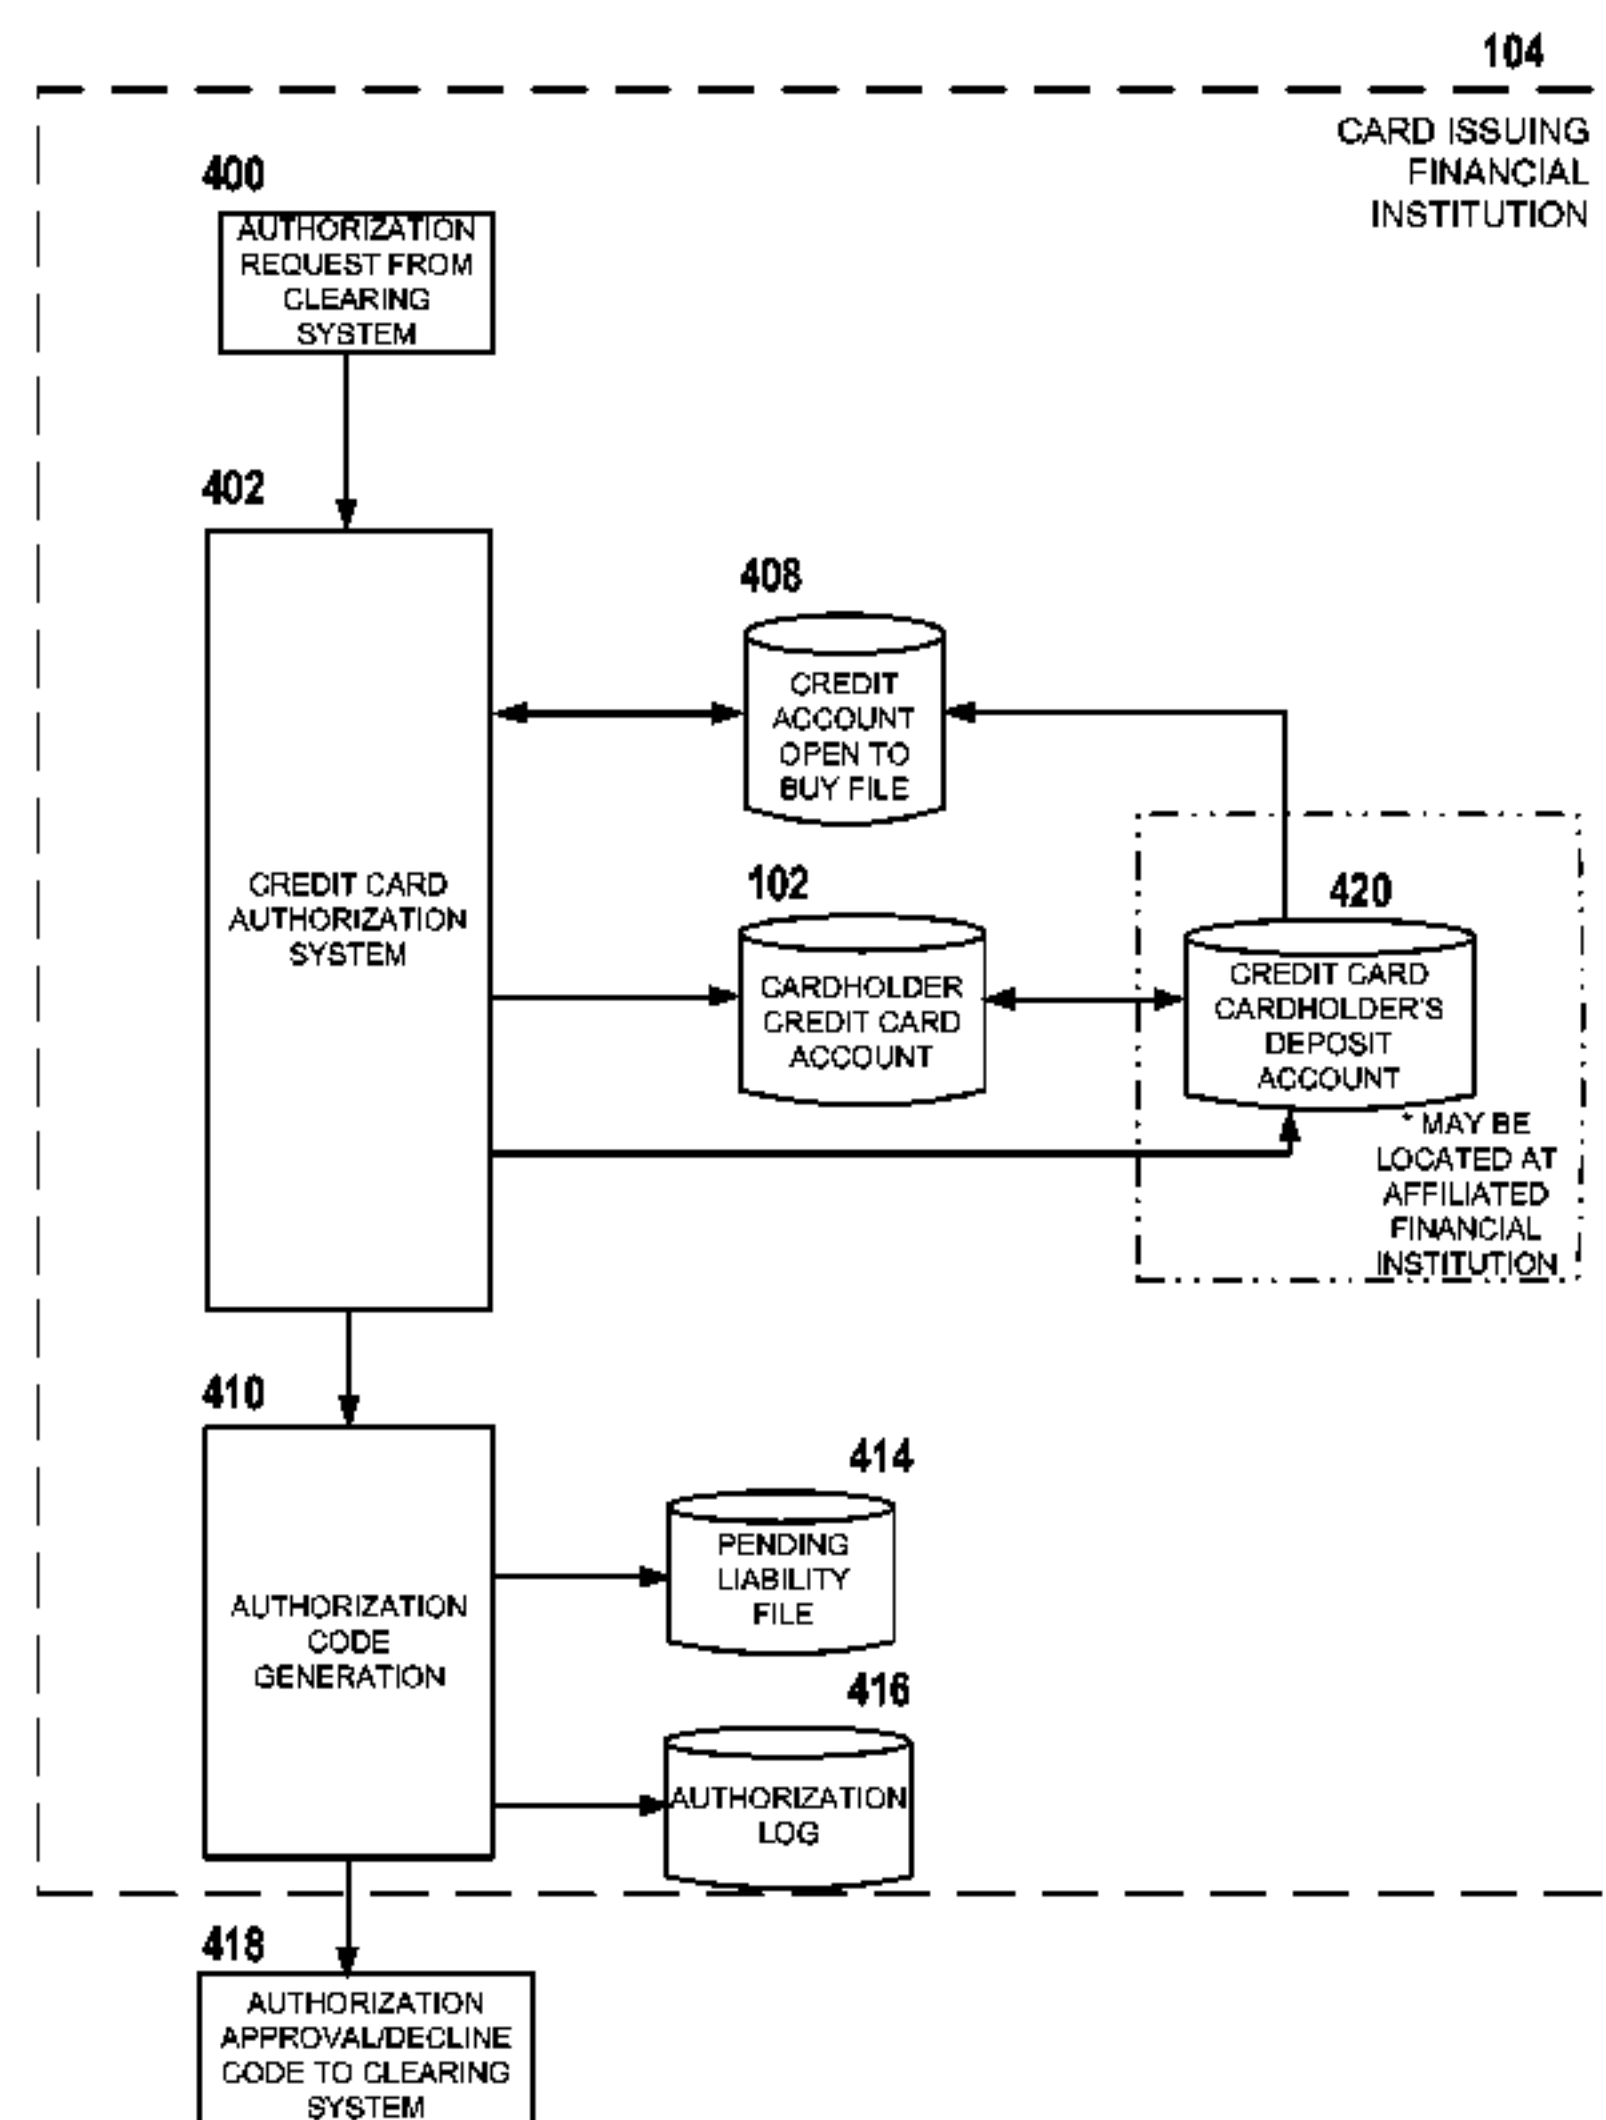 104
CARD ISSUING
FINANCIAL
INSTITUTION
400
AUTHORIZATION
REQUEST FROM
CLEARING
SYSTEM
402
CREDIT CARD
AUTHORIZATION
SYSTEM
408
CREDIT
ACCOUNT
OPEN TO
BUY FILE
102
CARDHOLDER
CREDIT CARD
ACCOUNT
420
CREDIT CARD
CARDHOLDER'S
DEPOSIT
ACCOUNT
* MAY BE
LOCATED AT
AFFILIATED
FINANCIAL
INSTITUTION
410
AUTHORIZATION
CODE
GENERATION
414
PENDING
LIABILITY
FILE
416
AUTHORIZATION
LOG
418
AUTHORIZATION
APPROVAL/DECLINE
CODE TO CLEARING
SYSTEM